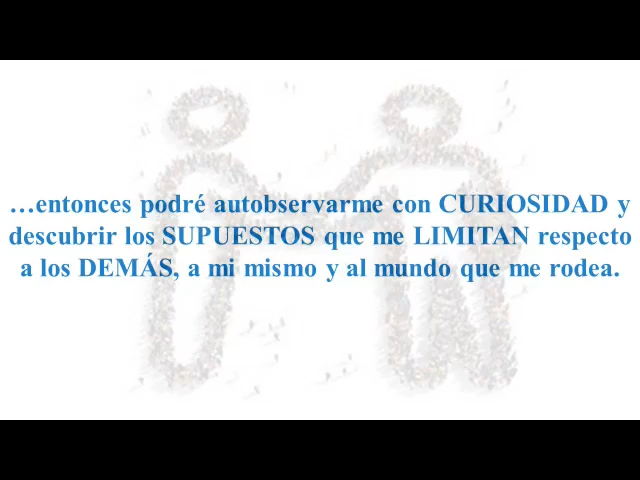 …entonces podré autobservarme con CURIOSIDAD y
descubrir los SUPUESTOS que me LIMITAN respecto
a los DEMÁS, a mi mismo y al mundo que me rodea.